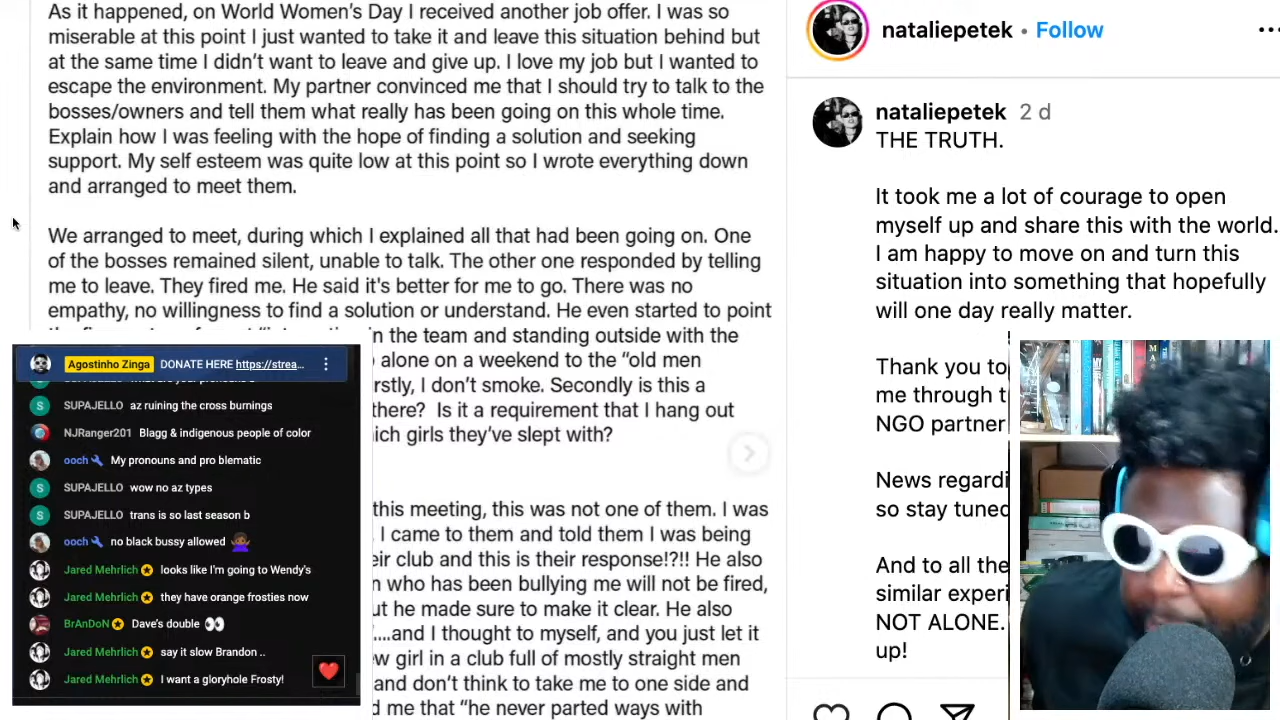 As it happened, on World Women's Day I received another job offer. I was so
miserable at this point I just wanted to take it and leave this situation behind but
at the same time I didn't want to leave and give up. I love my job but I wanted to
escape the environment. My partner convinced me that I should try to talk to the
bosses/owners and tell them what really has been going on this whole time.
Explain how I was feeling with the hope of finding a solution and seeking
support. My self esteem was quite low at this point so I wrote everything down
and arranged to meet them.
We arranged to meet, during which I explained all that had been going on. One
of the bosses remained silent, unable to talk. The other one responded by telling
me to leave. They fired me. He said it's better for me to go. There was no
empathy, no willingness to find a solution or understand. He even started to point
in the team and standing outside with the
alone on a weekend to the "old men
rstly, I don't smoke. Secondly is this a
there? Is it a requirement that I hang out
ich girls they've slept with?
this meeting, this was not one of them. I was
I came to them and told them I was being
eir club and this is their response!?!! He also
n who has been bullying me will not be fired,
ut he made sure to make it clear. He also
....and I thought to myself, and you just let it
ew girl in a club full of mostly straight men
and don't think to take me to one side and
d me that "he never parted ways with
Agostinho Zinga DONATE HERE https://strea...
SUPAJELLO az ruining the cross burnings
NJRanger201 Blagg & indigenous people of color
ooch My pronouns and pro blematic
SUPAJELLO wow no az types
SUPAJELLO trans is so last season b
ooch no black bussy allowed
Jared Mehrlich looks like I'm going to Wendy's
Jared Mehrlich they have orange frosties now
BrAnDoN Dave's double
Jared Mehrlich say it slow Brandon ..
Jared Mehrlich I want a gloryhole Frosty!
nataliepetek • Follow
nataliepetek 2 d
THE TRUTH.
It took me a lot of courage to open
myself up and share this with the world.
I am happy to move on and turn this
situation into something that hopefully
will one day really matter.
Thank you to
me through t
NGO partner
News regardi
so stay tuned
And to all the
similar experi
NOT ALONE.
up!